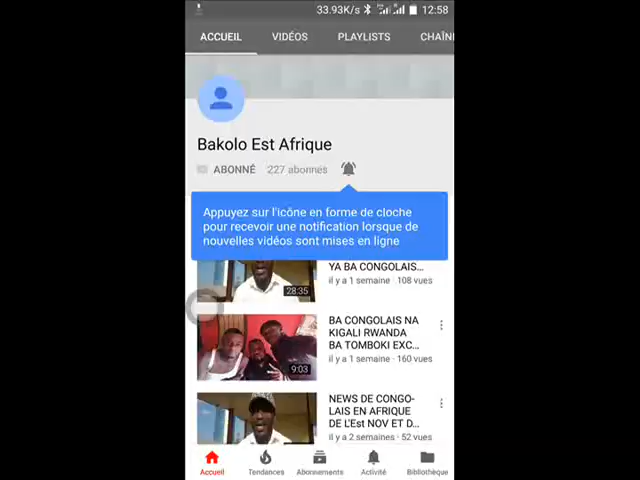 33.93K/s 12:58
ACCUEIL VIDÉOS PLAYLISTS CHAÎN
Bakolo Est Afrique
ABONNÉ 227 abonnés
Appuyez sur l'icône en forme de cloche
pour recevoir une notification lorsque de
nouvelles vidéos sont mises en ligne
YA BA CONGOLAIS...
il y a 1 semaine · 108 vues
28:35
BA CONGOLAIS NA
KIGALI RWANDA
BA TOMBOKI EXC...
il y a 1 semaine · 160 vues
9:03
NEWS DE CONGO-
LAIS EN AFRIQUE
DE L'Est NOV ET D...
il y a 2 semaines · 52 vues
Accueil Tendances Abonnements Activité Bibliothèque